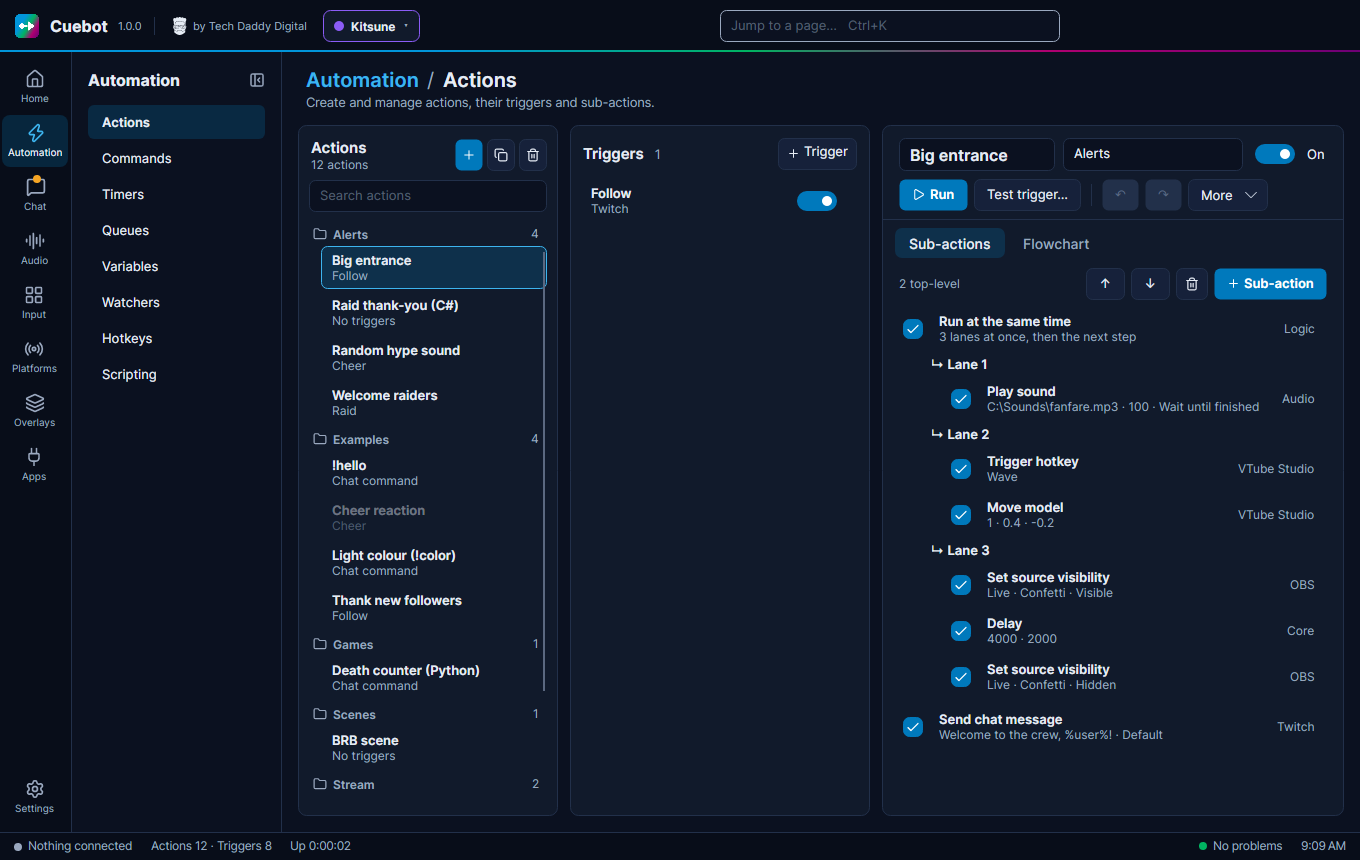 Cuebot 1.0.0 by Tech Daddy Digital Kitsune
Jump to a page... Ctrl+K
Home
Automation
Chat
Audio
Input
Platforms
Overlays
Apps
Settings
Automation
Actions
Commands
Timers
Queues
Variables
Watchers
Hotkeys
Scripting
Automation / Actions
Create and manage actions, their triggers and sub-actions.
Actions
12 actions
Search actions
Alerts 4
Big entrance
Follow
Raid thank-you (C#)
No triggers
Random hype sound
Cheer
Welcome raiders
Raid
Examples 4
!hello
Chat command
Cheer reaction
Cheer
Light colour (!color)
Chat command
Thank new followers
Follow
Games 1
Death counter (Python)
Chat command
Scenes 1
BRB scene
No triggers
Stream 2
Triggers 1
+ Trigger
Follow
Twitch
Big entrance
Alerts
On
Run
Test trigger...
More
Sub-actions
Flowchart
2 top-level
+ Sub-action
Run at the same time
3 lanes at once, then the next step
Logic
↳ Lane 1
Play sound
C:\Sounds\fanfare.mp3 · 100 · Wait until finished
Audio
↳ Lane 2
Trigger hotkey
Wave
VTube Studio
Move model
1 · 0.4 · -0.2
VTube Studio
↳ Lane 3
Set source visibility
Live · Confetti · Visible
OBS
Delay
4000 · 2000
Core
Set source visibility
Live · Confetti · Hidden
OBS
Send chat message
Welcome to the crew, %user%! · Default
Twitch
Nothing connected
Actions 12 · Triggers 8
Up 0:00:02
No problems
9:09 AM